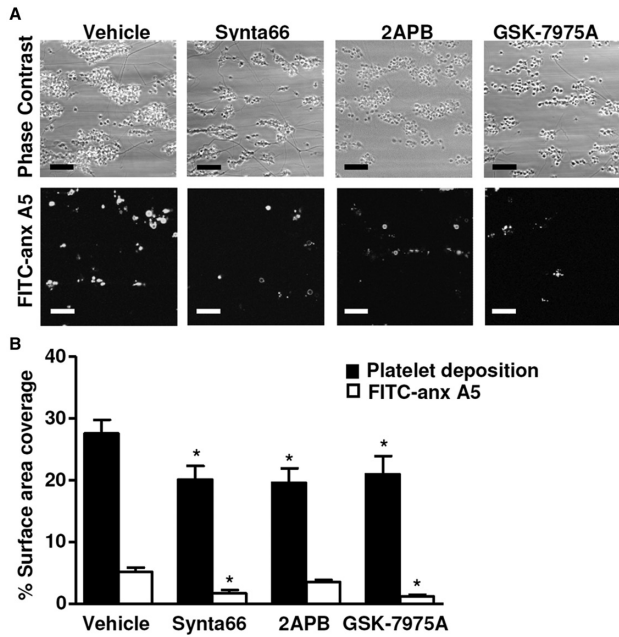 A
Vehicle Synta66 2APB GSK-7975A
Phase Contrast
FITC-anx A5
B
40
30
20
10
0
% Surface area coverage
Platelet deposition
FITC-anx A5
* * *
* *
Vehicle Synta66 2APB GSK-7975A